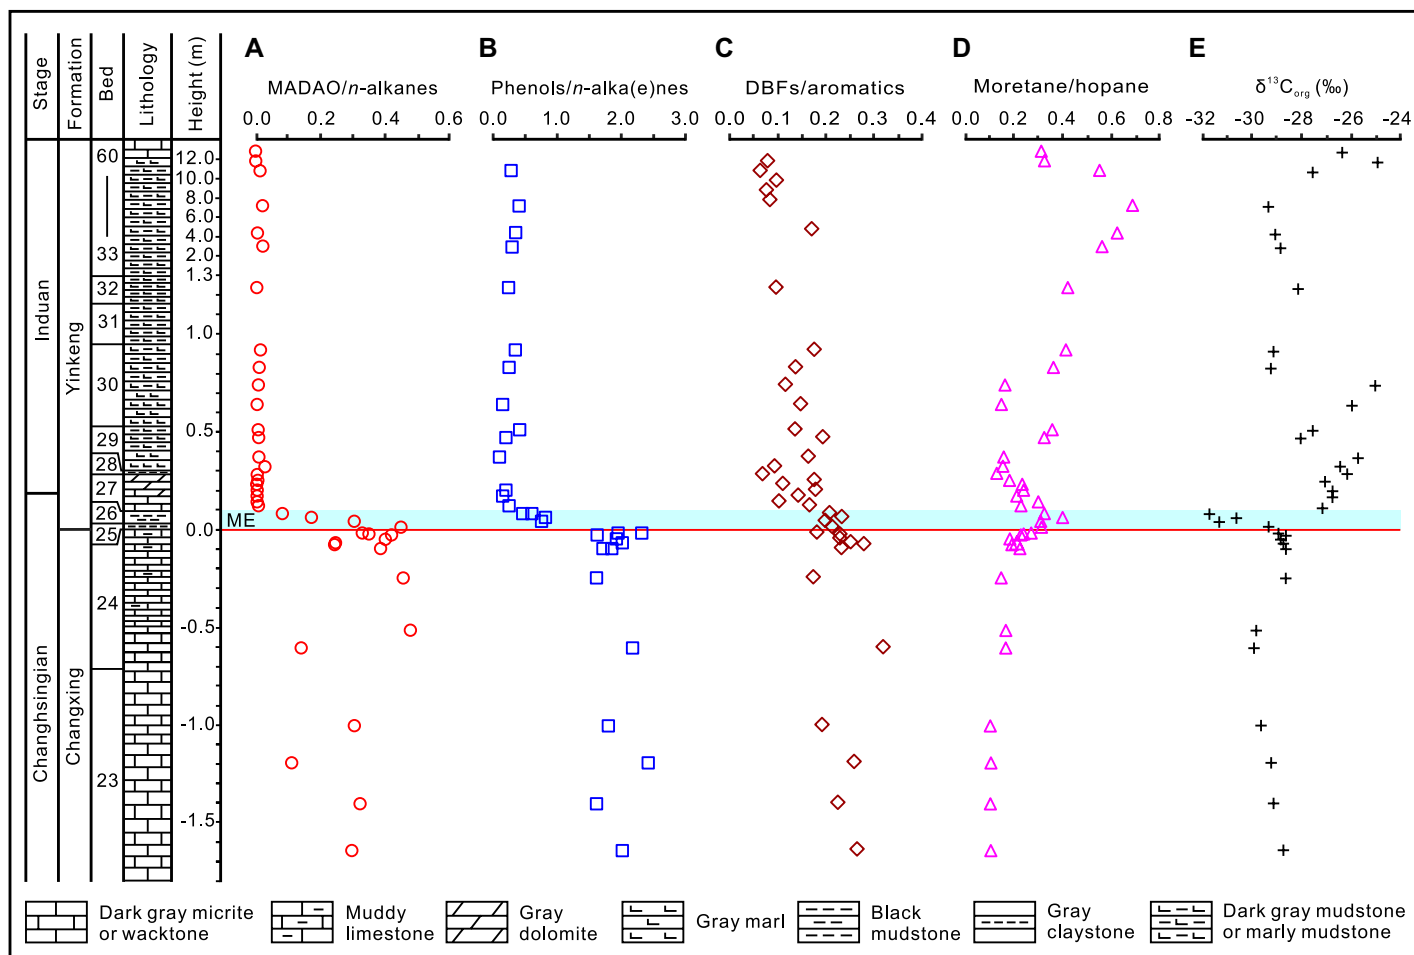 A
B
C
D
E
Stage
Formation
Bed
Lithology
Height (m)
MADAO/n-alkanes
Phenols/n-alka(e)nes
DBFs/aromatics
Moretane/hopane
δ13Corg (‰)
0.0 0.2 0.4 0.6
0.0 1.0 2.0 3.0
0.0 0.1 0.2 0.3 0.4
0.0 0.2 0.4 0.6 0.8
-32 -30 -28 -26 -24
Induan
Changhsingian
Yinkeng
Changxing
60
33
32
31
30
29
28
27
26
25
24
23
12.0
10.0
8.0
6.0
4.0
2.0
1.3
1.0
0.5
0.0
-0.5
-1.0
-1.5
ME
Dark gray micrite
or wacktone
Muddy
limestone
Gray
dolomite
Gray marl
Black
mudstone
Gray
claystone
Dark gray mudstone
or marly mudstone